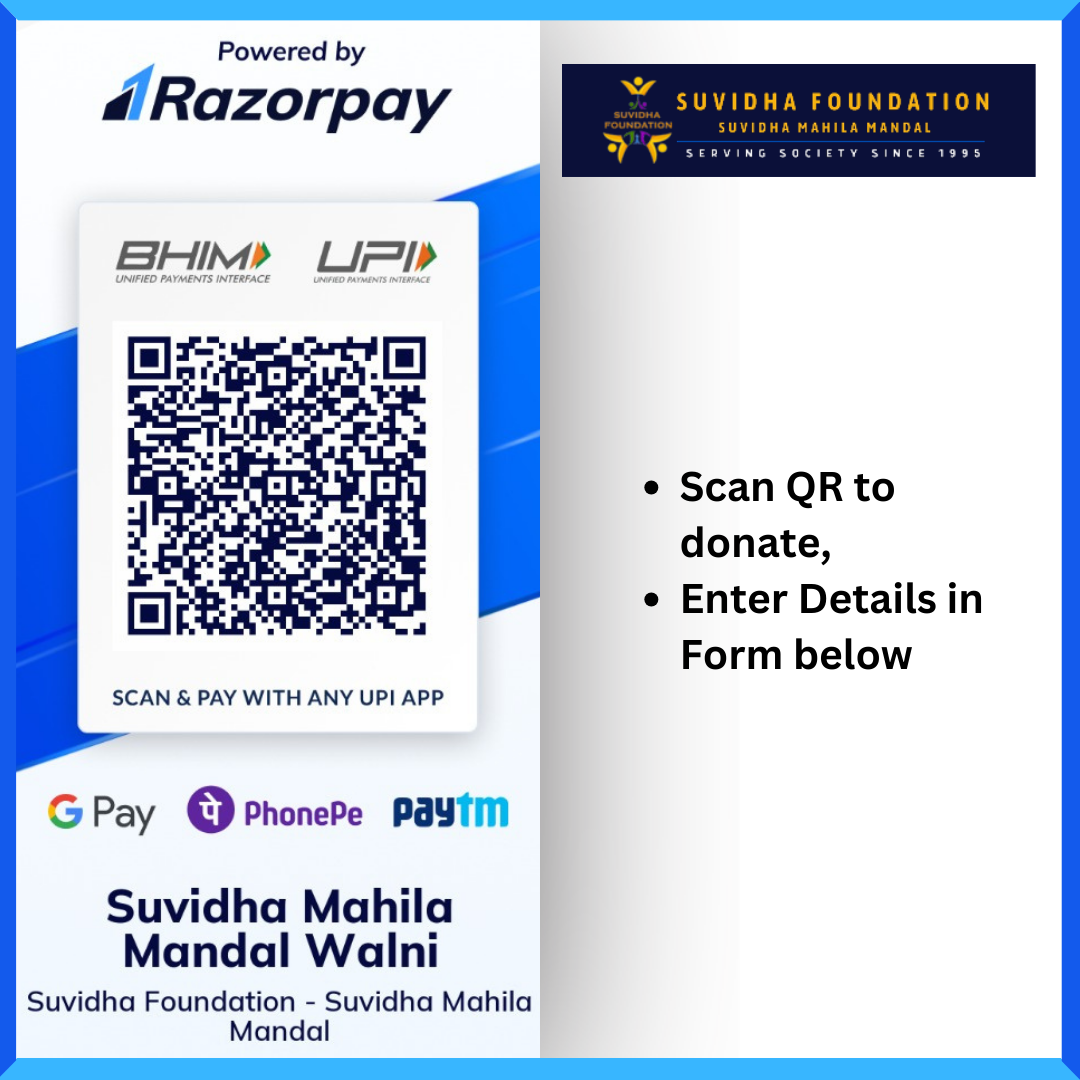 Powered by
Razorpay
BHIM
UNIFIED PAYMENTS INTERFACE
UPI
UNIFIED PAYMENTS INTERFACE
SCAN & PAY WITH ANY UPI APP
G Pay
पे PhonePe
paytm
Suvidha Mahila
Mandal Walni
Suvidha Foundation - Suvidha Mahila
Mandal
SUVIDHA
FOUNDATION
SUVIDHA FOUNDATION
SUVIDHA MAHILA MANDAL
SERVING SOCIETY SINCE 1995
• Scan QR to
donate,
• Enter Details in
Form below